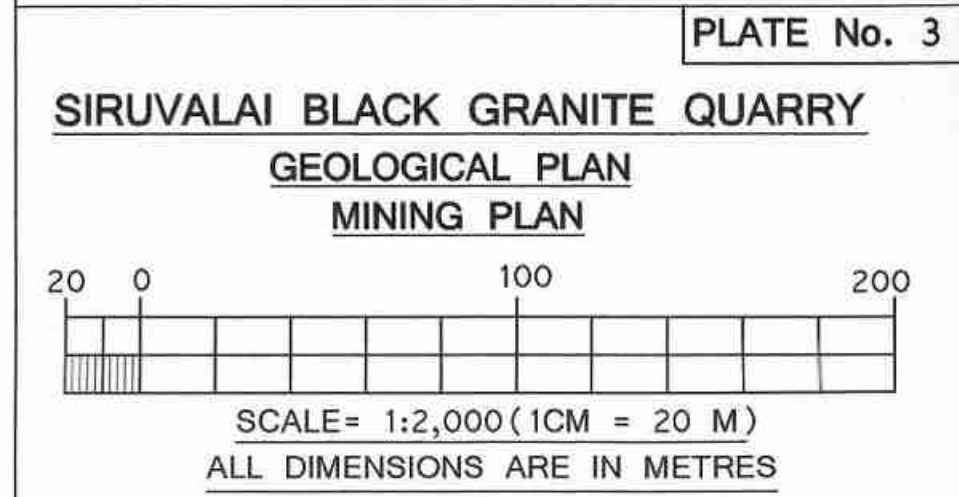 PLATE No. 3
SIRUVALAI BLACK GRANITE QUARRY
GEOLOGICAL PLAN
MINING PLAN
20 0 100 200
SCALE= 1:2,000(1CM = 20 M)
ALL DIMENSIONS ARE IN METRES